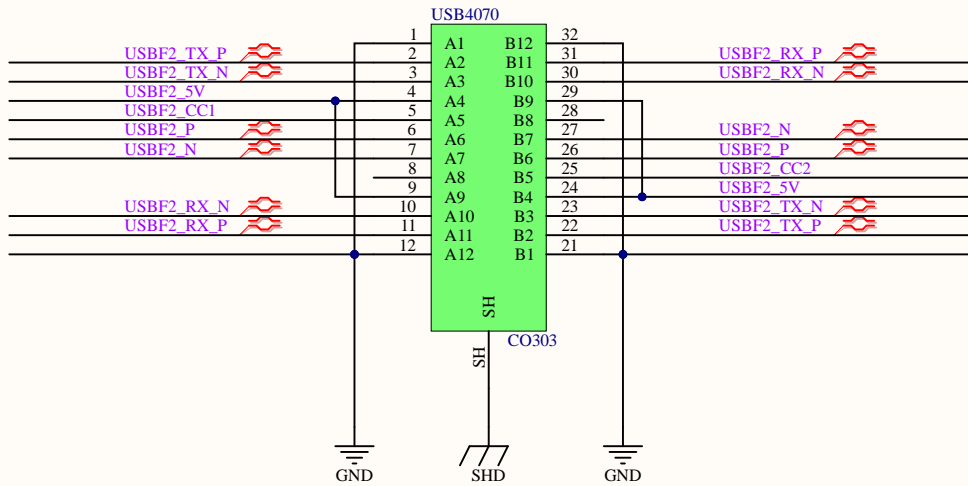 USB4070
1 A1 B12 32
USBF2_TX_P 2 A2 B11 31 USBF2_RX_P
USBF2_TX_N 3 A3 B10 30 USBF2_RX_N
USBF2_5V 4 A4 B9 29
USBF2_CC1 5 A5 B8 28
USBF2_P 6 A6 B7 27 USBF2_N
USBF2_N 7 A7 B6 26 USBF2_P
8 A8 B5 25 USBF2_CC2
9 A9 B4 24 USBF2_5V
USBF2_RX_N 10 A10 B3 23 USBF2_TX_N
USBF2_RX_P 11 A11 B2 22 USBF2_TX_P
12 A12 B1 21
SH
CO303
SH
GND SHD GND